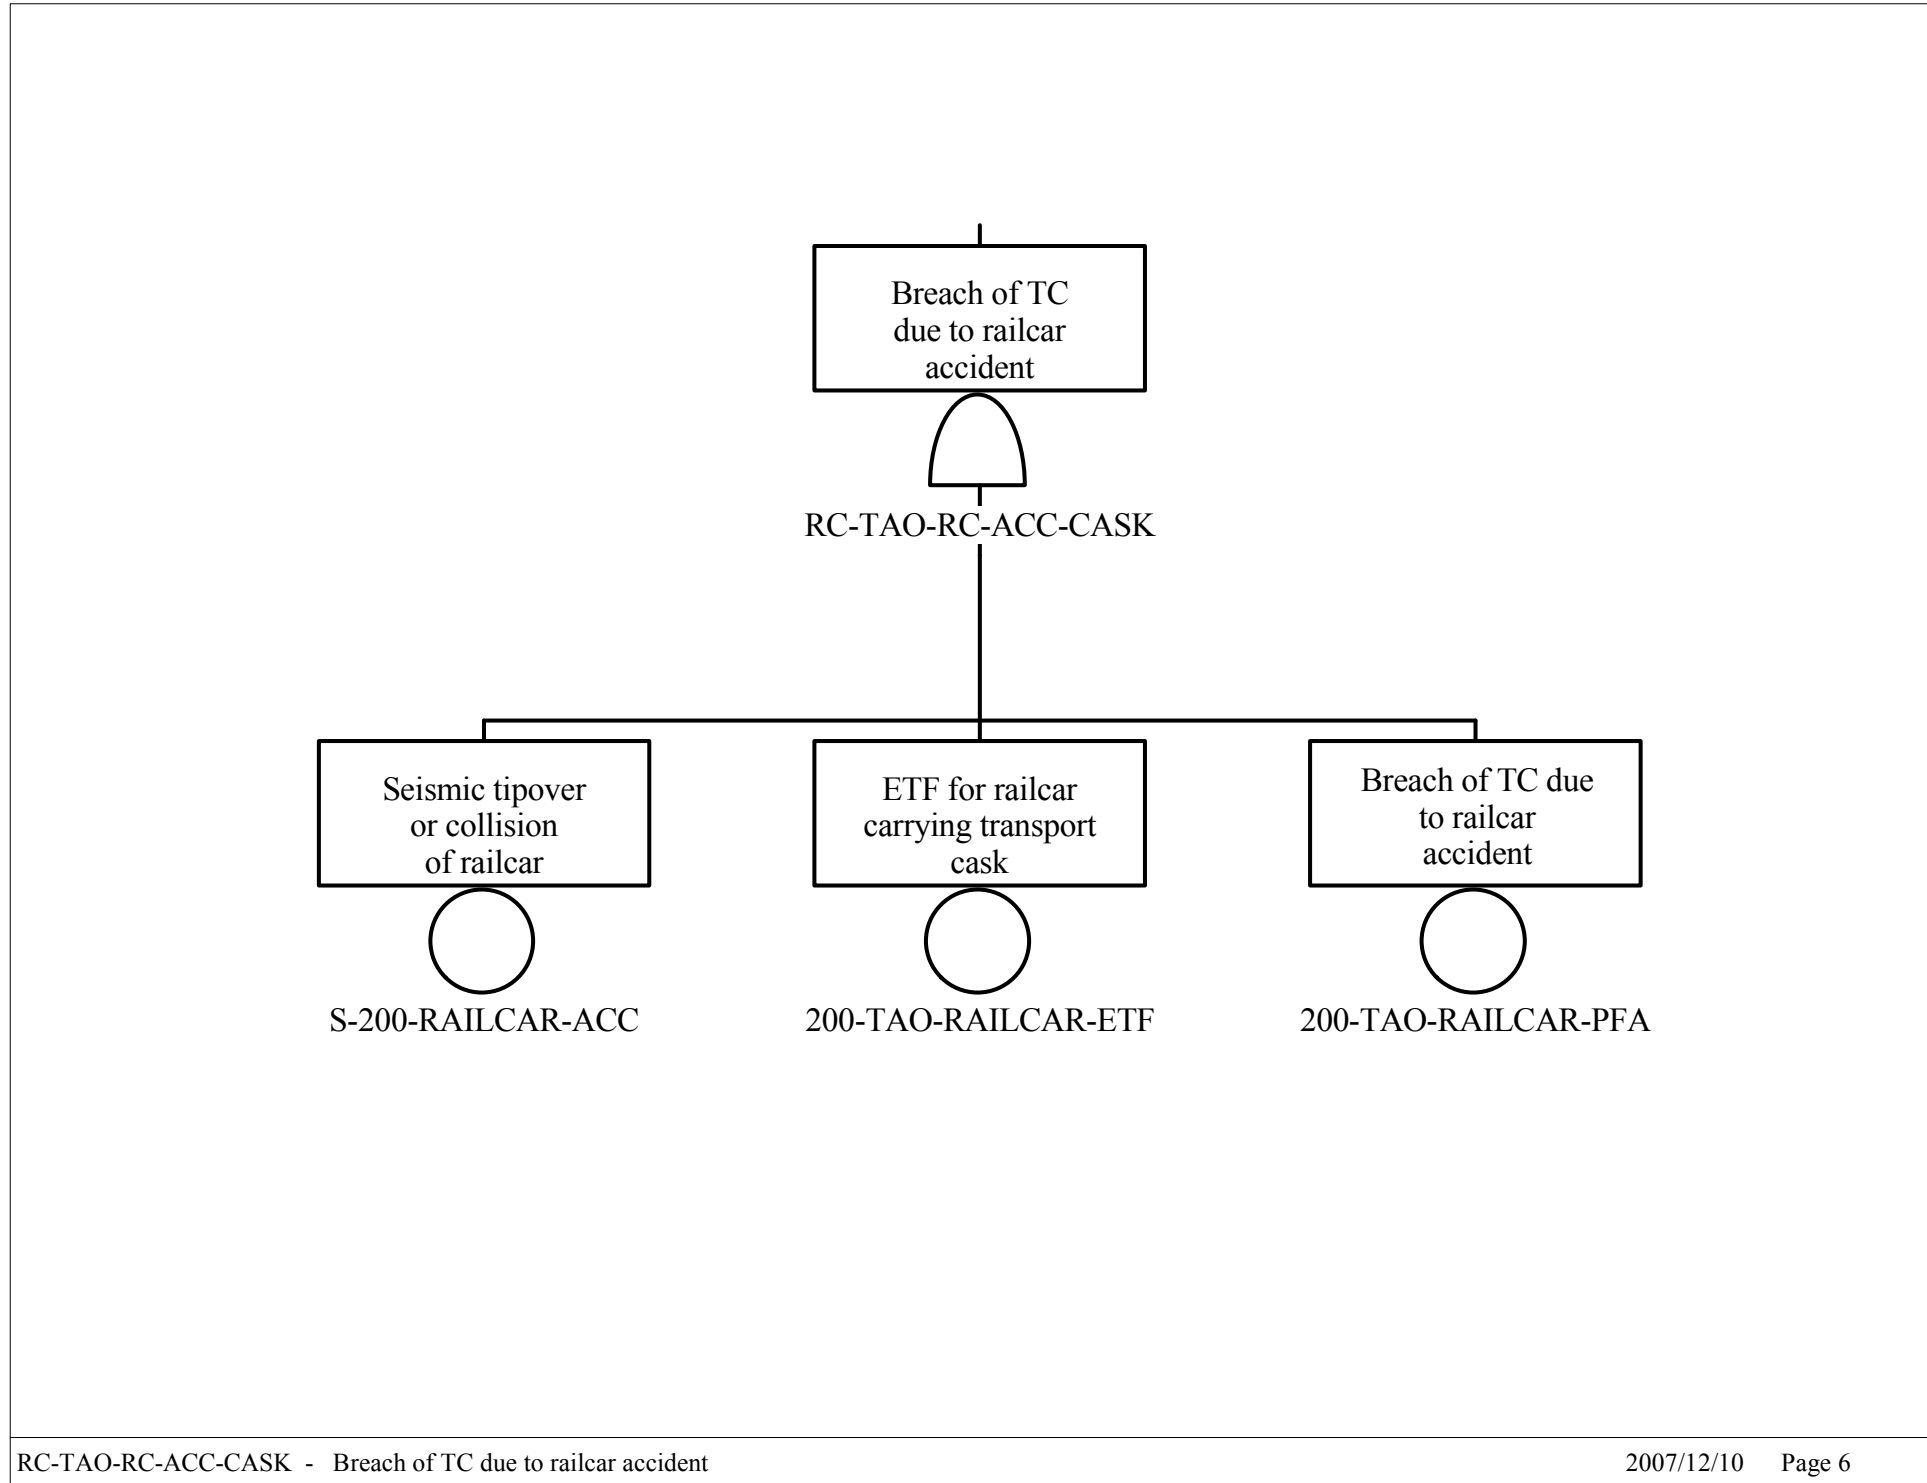 Breach of TC
due to railcar
accident
RC-TAO-RC-ACC-CASK
Seismic tipover
or collision
of railcar
S-200-RAILCAR-ACC
ETF for railcar
carrying transport
cask
200-TAO-RAILCAR-ETF
Breach of TC due
to railcar
accident
200-TAO-RAILCAR-PFA
RC-TAO-RC-ACC-CASK - Breach of TC due to railcar accident
2007/12/10 Page 6